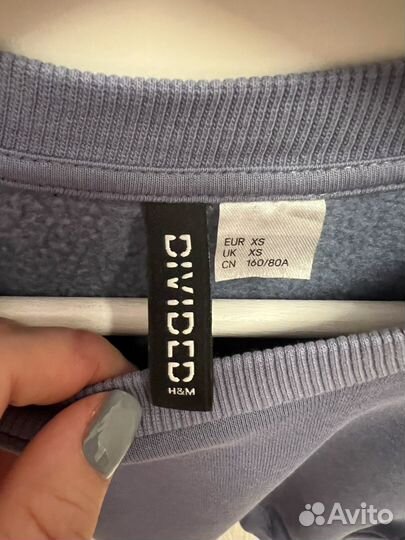 DIVIDED
H&M
EUR XS
UK XS
CN 160/80A
Avito